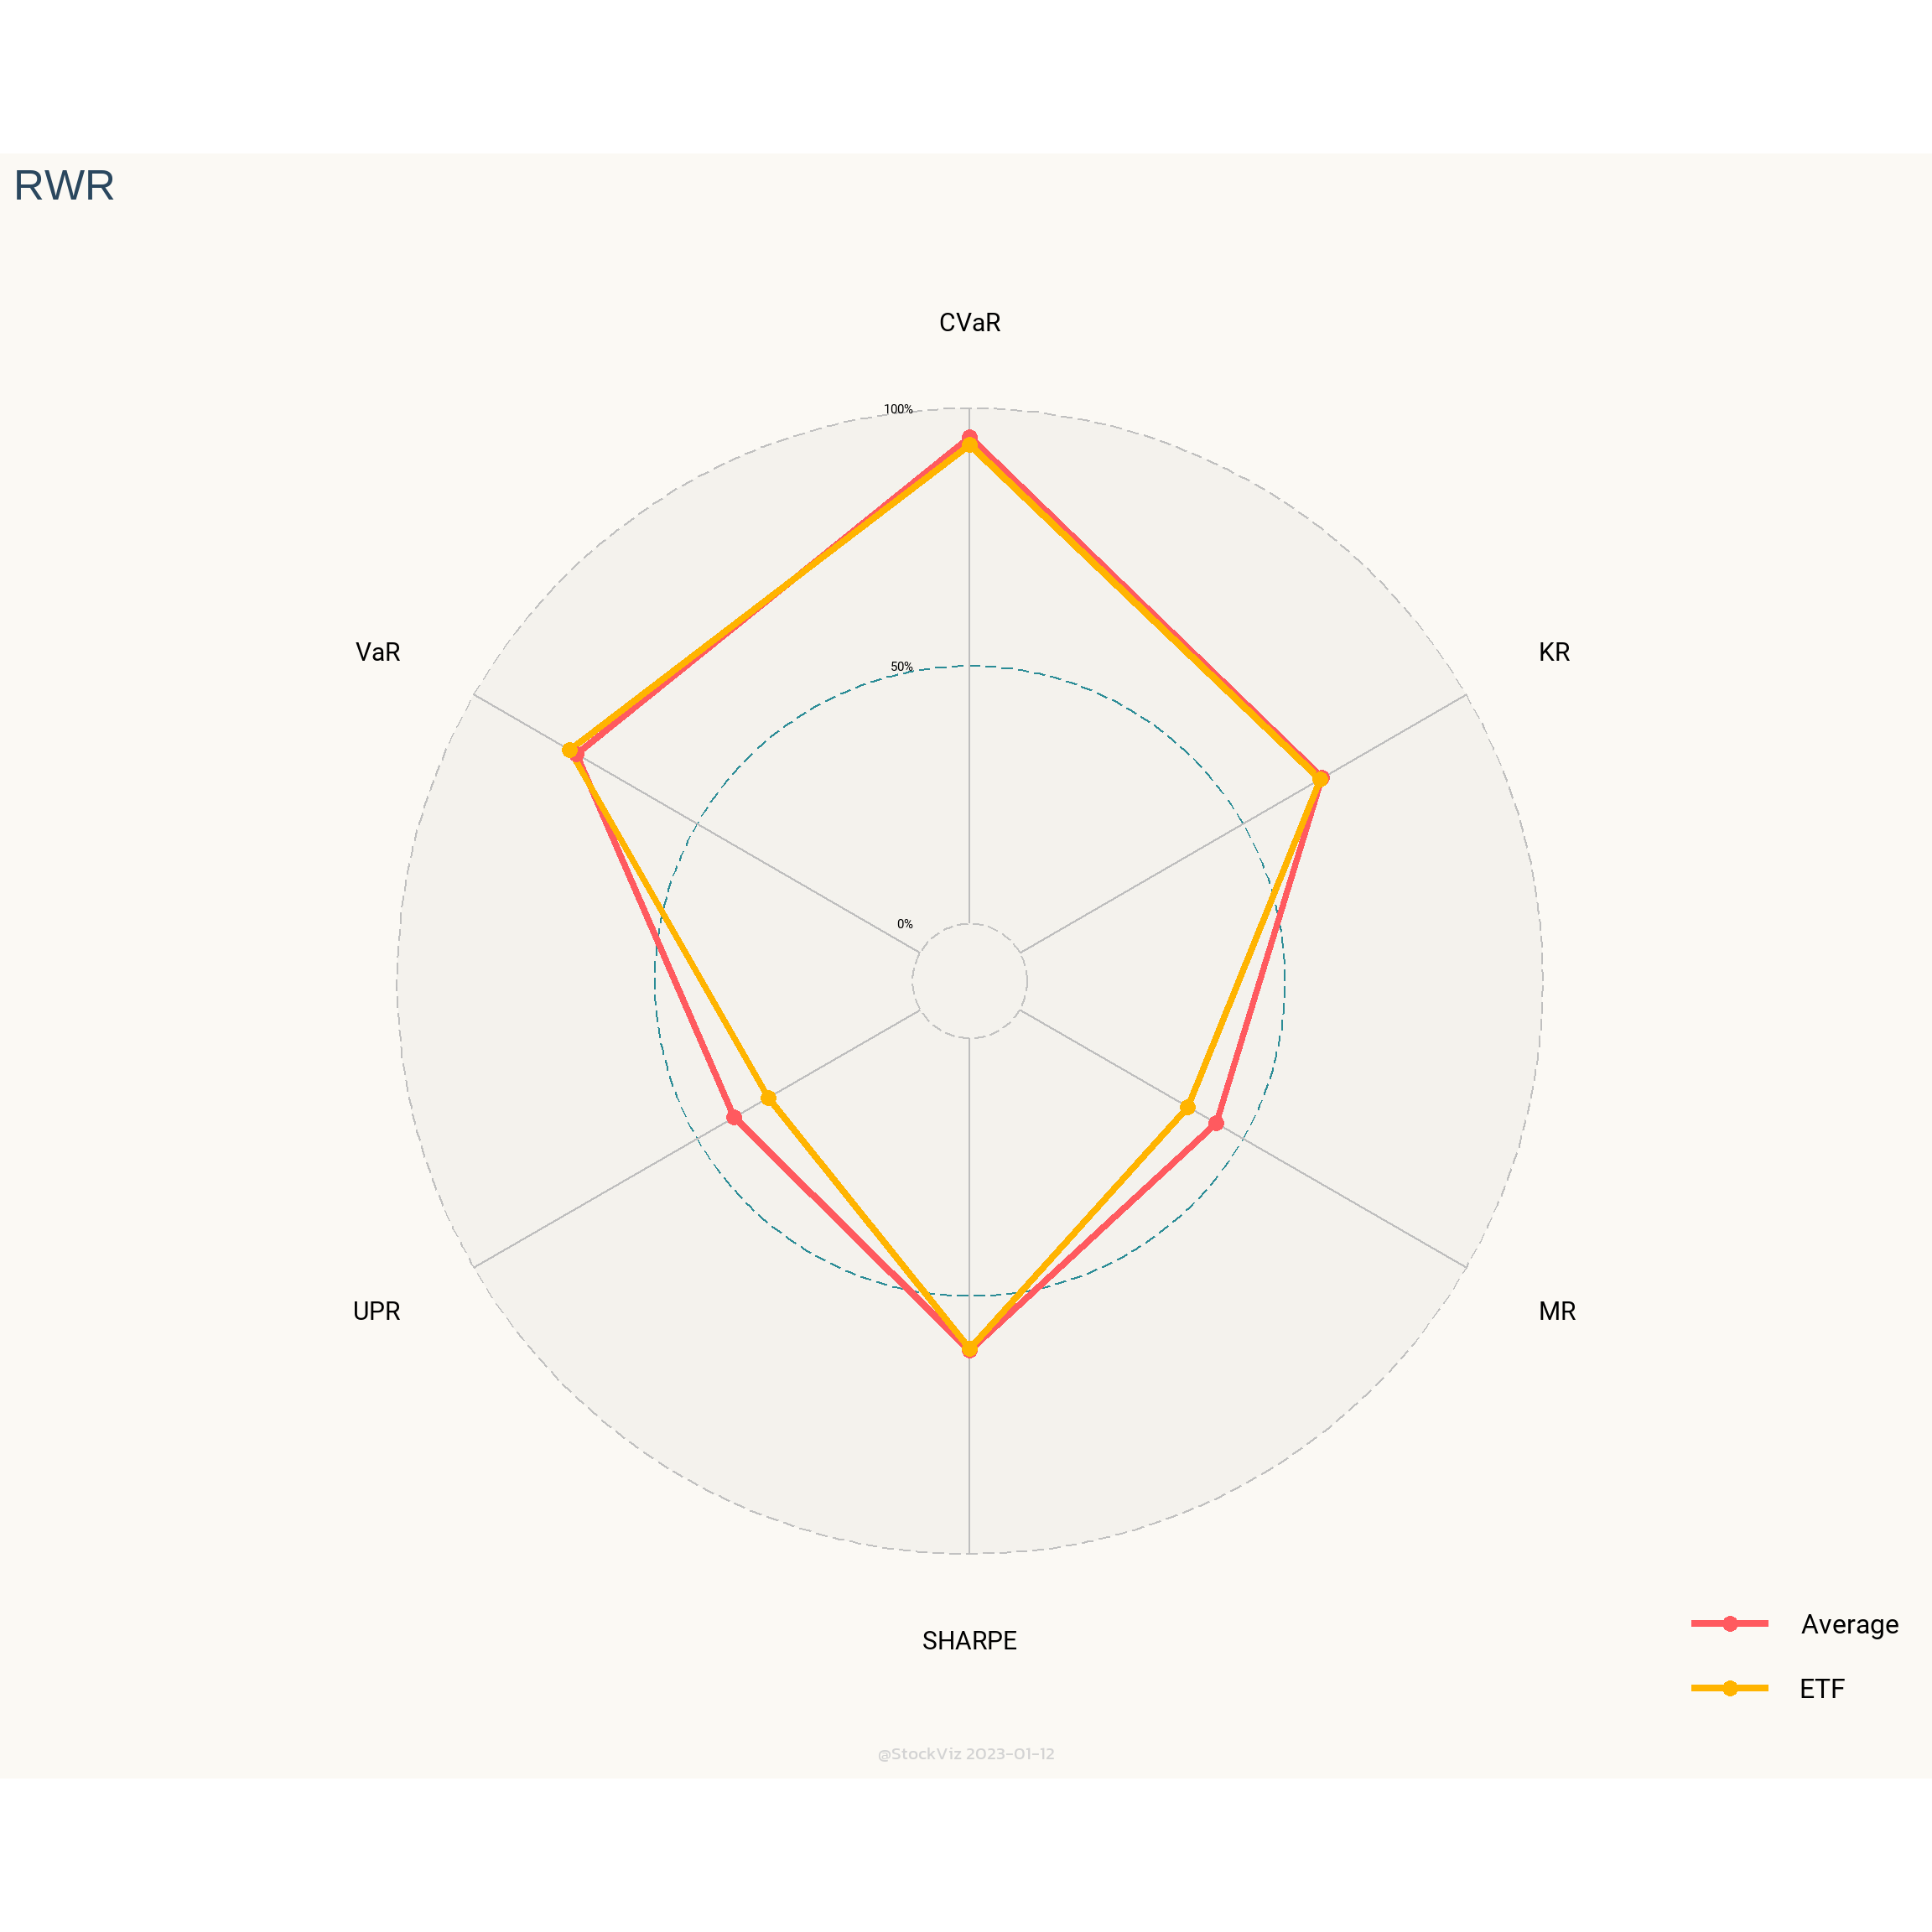 RWR
CVaR
100%
VaR
KR
50%
0%
UPR
MR
SHARPE
Average
ETF
@StockViz 2023-01-12